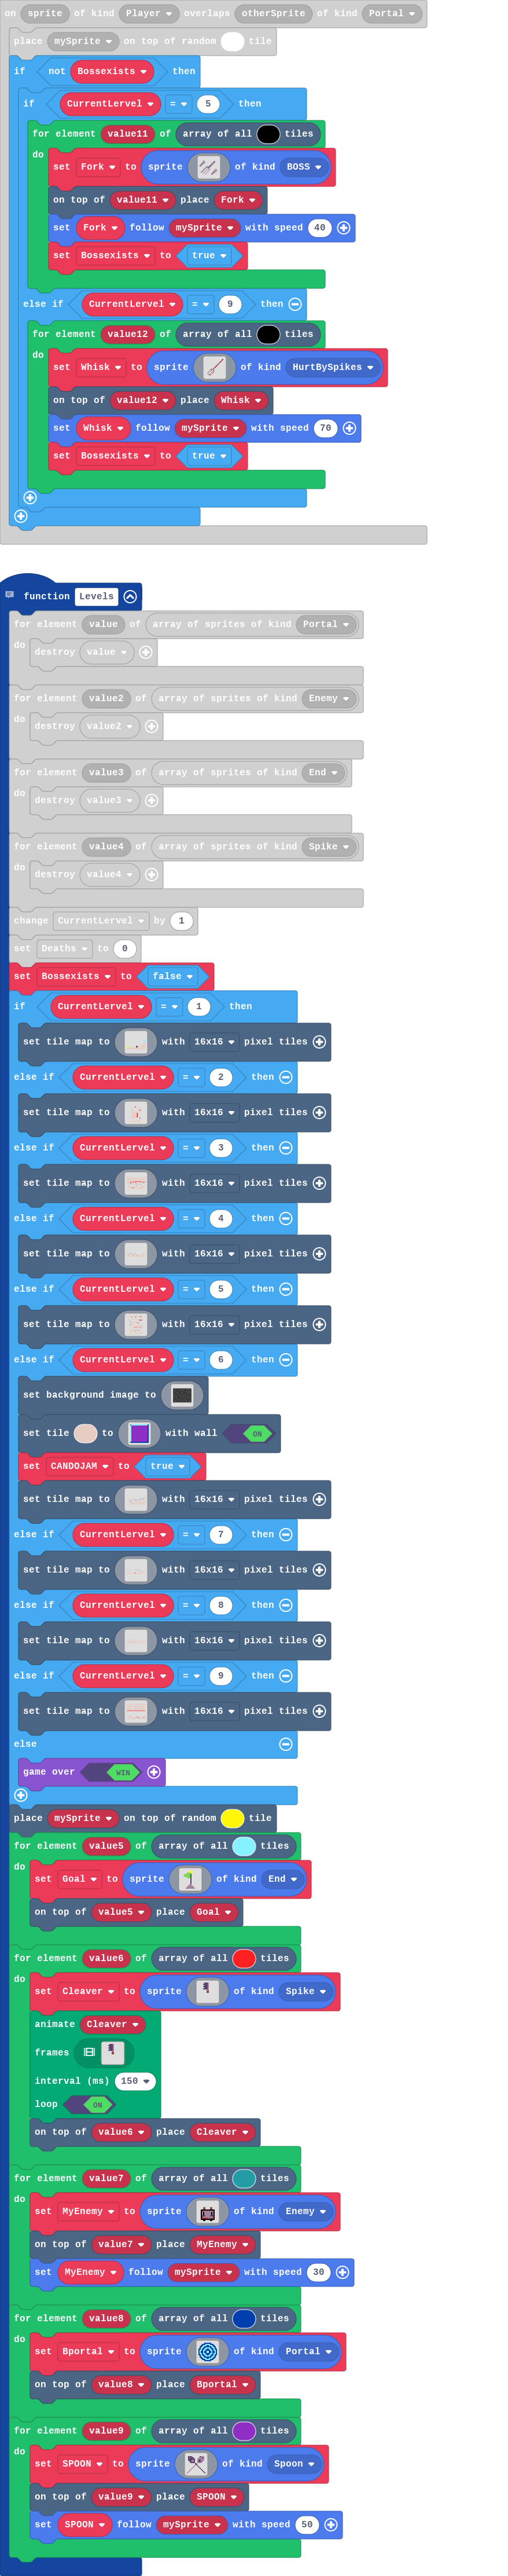 on sprite of kind Player overlaps otherSprite of kind Portal
place mySprite on top of random tile
if not Bossexists then
if CurrentLervel = 5 then
for element value11 of array of all tiles
do
set Fork to sprite of kind BOSS
on top of value11 place Fork
set Fork follow mySprite with speed 40
set Bossexists to true
else if CurrentLervel = 9 then
for element value12 of array of all tiles
do
set Whisk to sprite of kind HurtBySpikes
on top of value12 place Whisk
set Whisk follow mySprite with speed 70
set Bossexists to true
function Levels
for element value of array of sprites of kind Portal
do
destroy value
for element value2 of array of sprites of kind Enemy
do
destroy value2
for element value3 of array of sprites of kind End
do
destroy value3
for element value4 of array of sprites of kind Spike
do
destroy value4
change CurrentLervel by 1
set Deaths to 0
set Bossexists to false
if CurrentLervel = 1 then
set tile map to with 16x16 pixel tiles
else if CurrentLervel = 2 then
set tile map to with 16x16 pixel tiles
else if CurrentLervel = 3 then
set tile map to with 16x16 pixel tiles
else if CurrentLervel = 4 then
set tile map to with 16x16 pixel tiles
else if CurrentLervel = 5 then
set tile map to with 16x16 pixel tiles
else if CurrentLervel = 6 then
set background image to
set tile to with wall ON
set CANDOJAM to true
set tile map to with 16x16 pixel tiles
else if CurrentLervel = 7 then
set tile map to with 16x16 pixel tiles
else if CurrentLervel = 8 then
set tile map to with 16x16 pixel tiles
else if CurrentLervel = 9 then
set tile map to with 16x16 pixel tiles
else
game over WIN
place mySprite on top of random tile
for element value5 of array of all tiles
do
set Goal to sprite of kind End
on top of value5 place Goal
for element value6 of array of all tiles
do
set Cleaver to sprite of kind Spike
animate Cleaver
frames
interval (ms) 150
loop ON
on top of value6 place Cleaver
for element value7 of array of all tiles
do
set MyEnemy to sprite of kind Enemy
on top of value7 place MyEnemy
set MyEnemy follow mySprite with speed 30
for element value8 of array of all tiles
do
set Bportal to sprite of kind Portal
on top of value8 place Bportal
for element value9 of array of all tiles
do
set SPOON to sprite of kind Spoon
on top of value9 place SPOON
set SPOON follow mySprite with speed 50